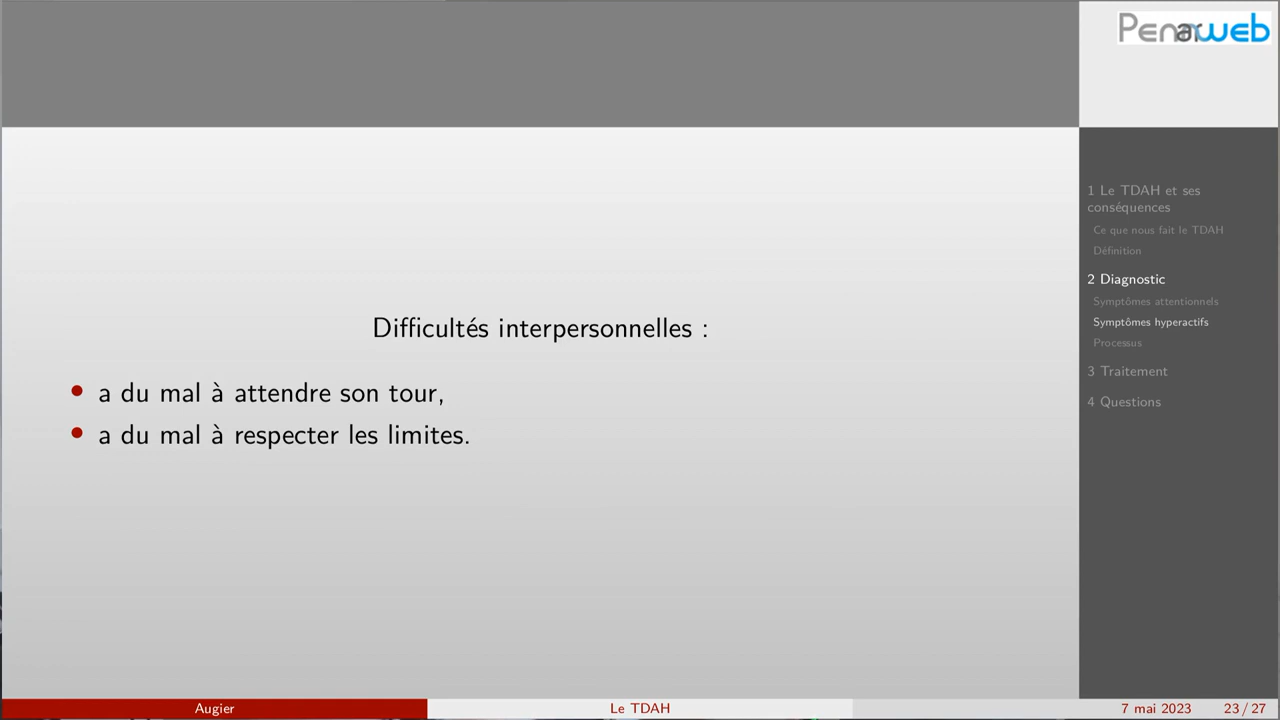 Penarweb
Difficultés interpersonnelles :
• a du mal à attendre son tour,
• a du mal à respecter les limites.
1 Le TDAH et ses
conséquences
Ce que nous fait le TDAH
Définition
2 Diagnostic
Symptômes attentionnels
Symptômes hyperactifs
Processus
3 Traitement
4 Questions
Augier
Le TDAH
7 mai 2023
23 / 27